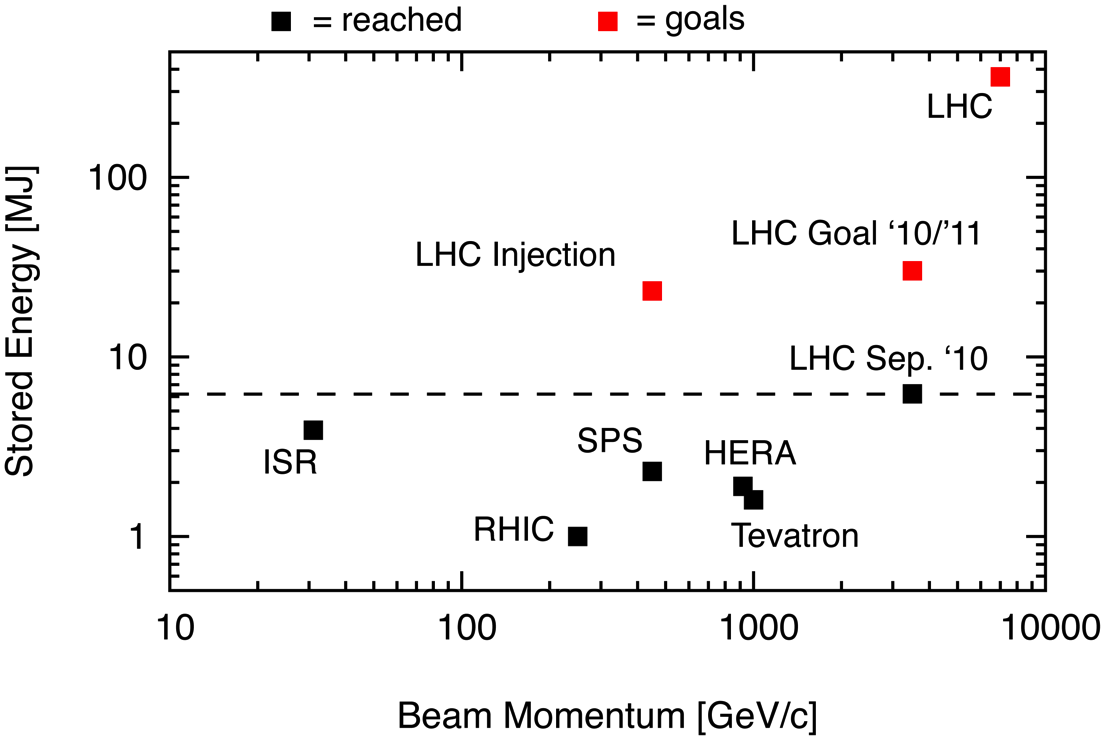 = reached = goals
LHC
100
LHC Goal ‘10/’11
LHC Injection
LHC Sep. ‘10
10
SPS
HERA
ISR
RHIC
Tevatron
1
10 100 1000 10000
Stored Energy [MJ]
Beam Momentum [GeV/c]